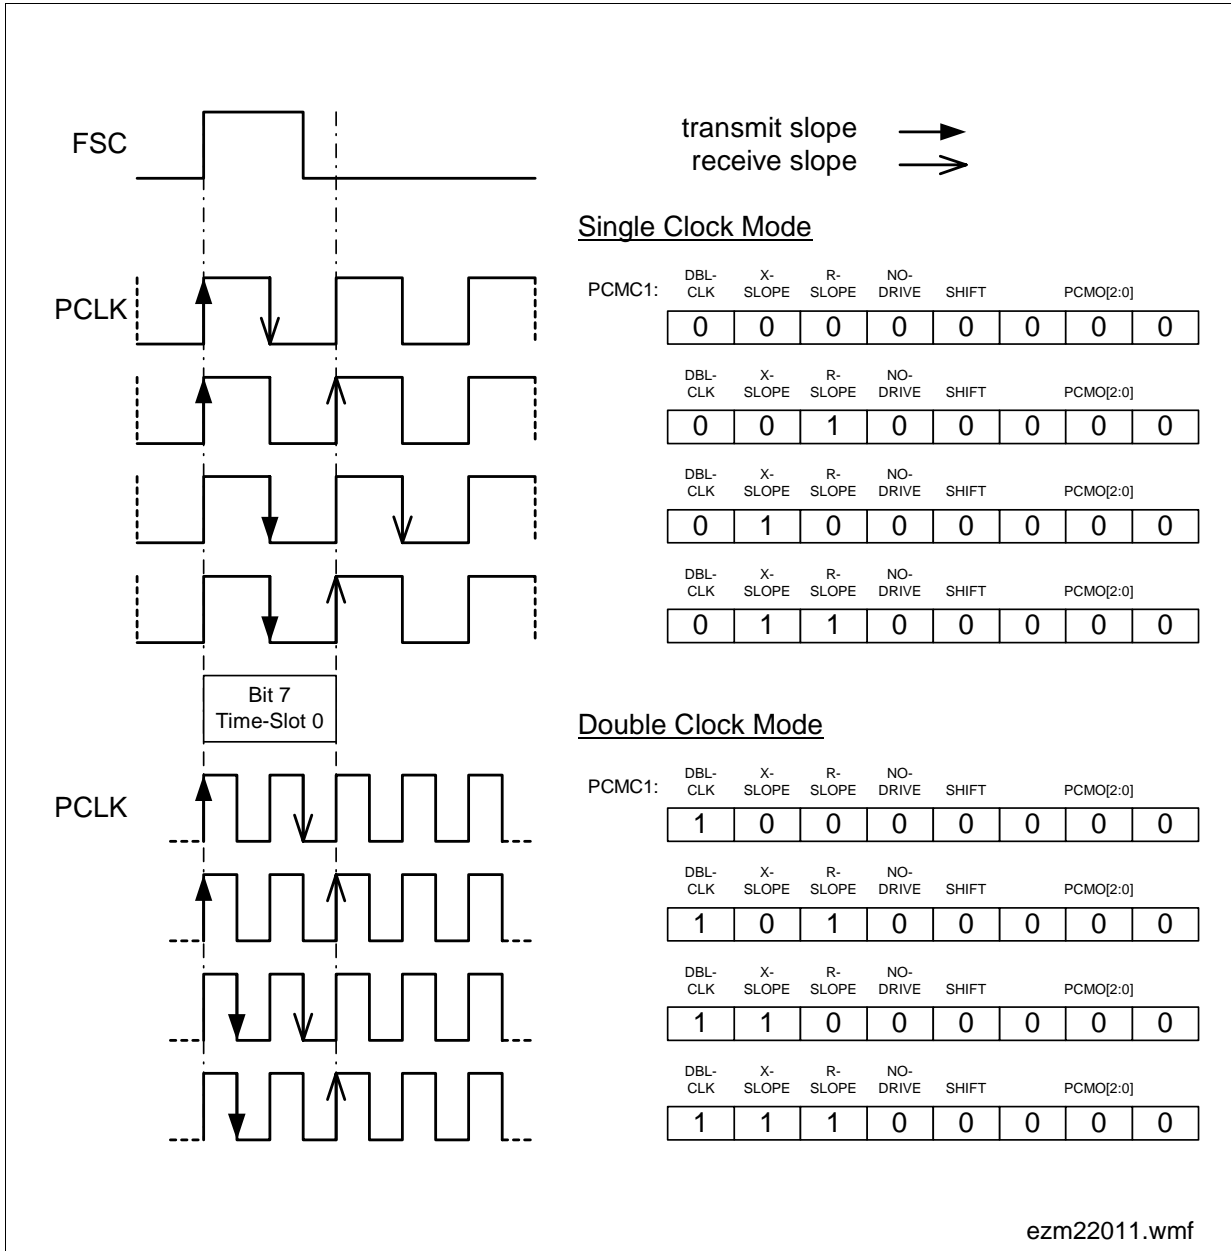 FSC
transmit slope
receive slope
Single Clock Mode
PCLK
PCMC1:
DBL-CLK X-SLOPE R-SLOPE NO-DRIVE SHIFT PCMO[2:0]
0 0 0 0 0 0 0 0
DBL-CLK X-SLOPE R-SLOPE NO-DRIVE SHIFT PCMO[2:0]
0 0 1 0 0 0 0 0
DBL-CLK X-SLOPE R-SLOPE NO-DRIVE SHIFT PCMO[2:0]
0 1 0 0 0 0 0 0
DBL-CLK X-SLOPE R-SLOPE NO-DRIVE SHIFT PCMO[2:0]
0 1 1 0 0 0 0 0
Bit 7
Time-Slot 0
Double Clock Mode
PCLK
PCMC1:
DBL-CLK X-SLOPE R-SLOPE NO-DRIVE SHIFT PCMO[2:0]
1 0 0 0 0 0 0 0
DBL-CLK X-SLOPE R-SLOPE NO-DRIVE SHIFT PCMO[2:0]
1 0 1 0 0 0 0 0
DBL-CLK X-SLOPE R-SLOPE NO-DRIVE SHIFT PCMO[2:0]
1 1 0 0 0 0 0 0
DBL-CLK X-SLOPE R-SLOPE NO-DRIVE SHIFT PCMO[2:0]
1 1 1 0 0 0 0 0
ezm22011.wmf